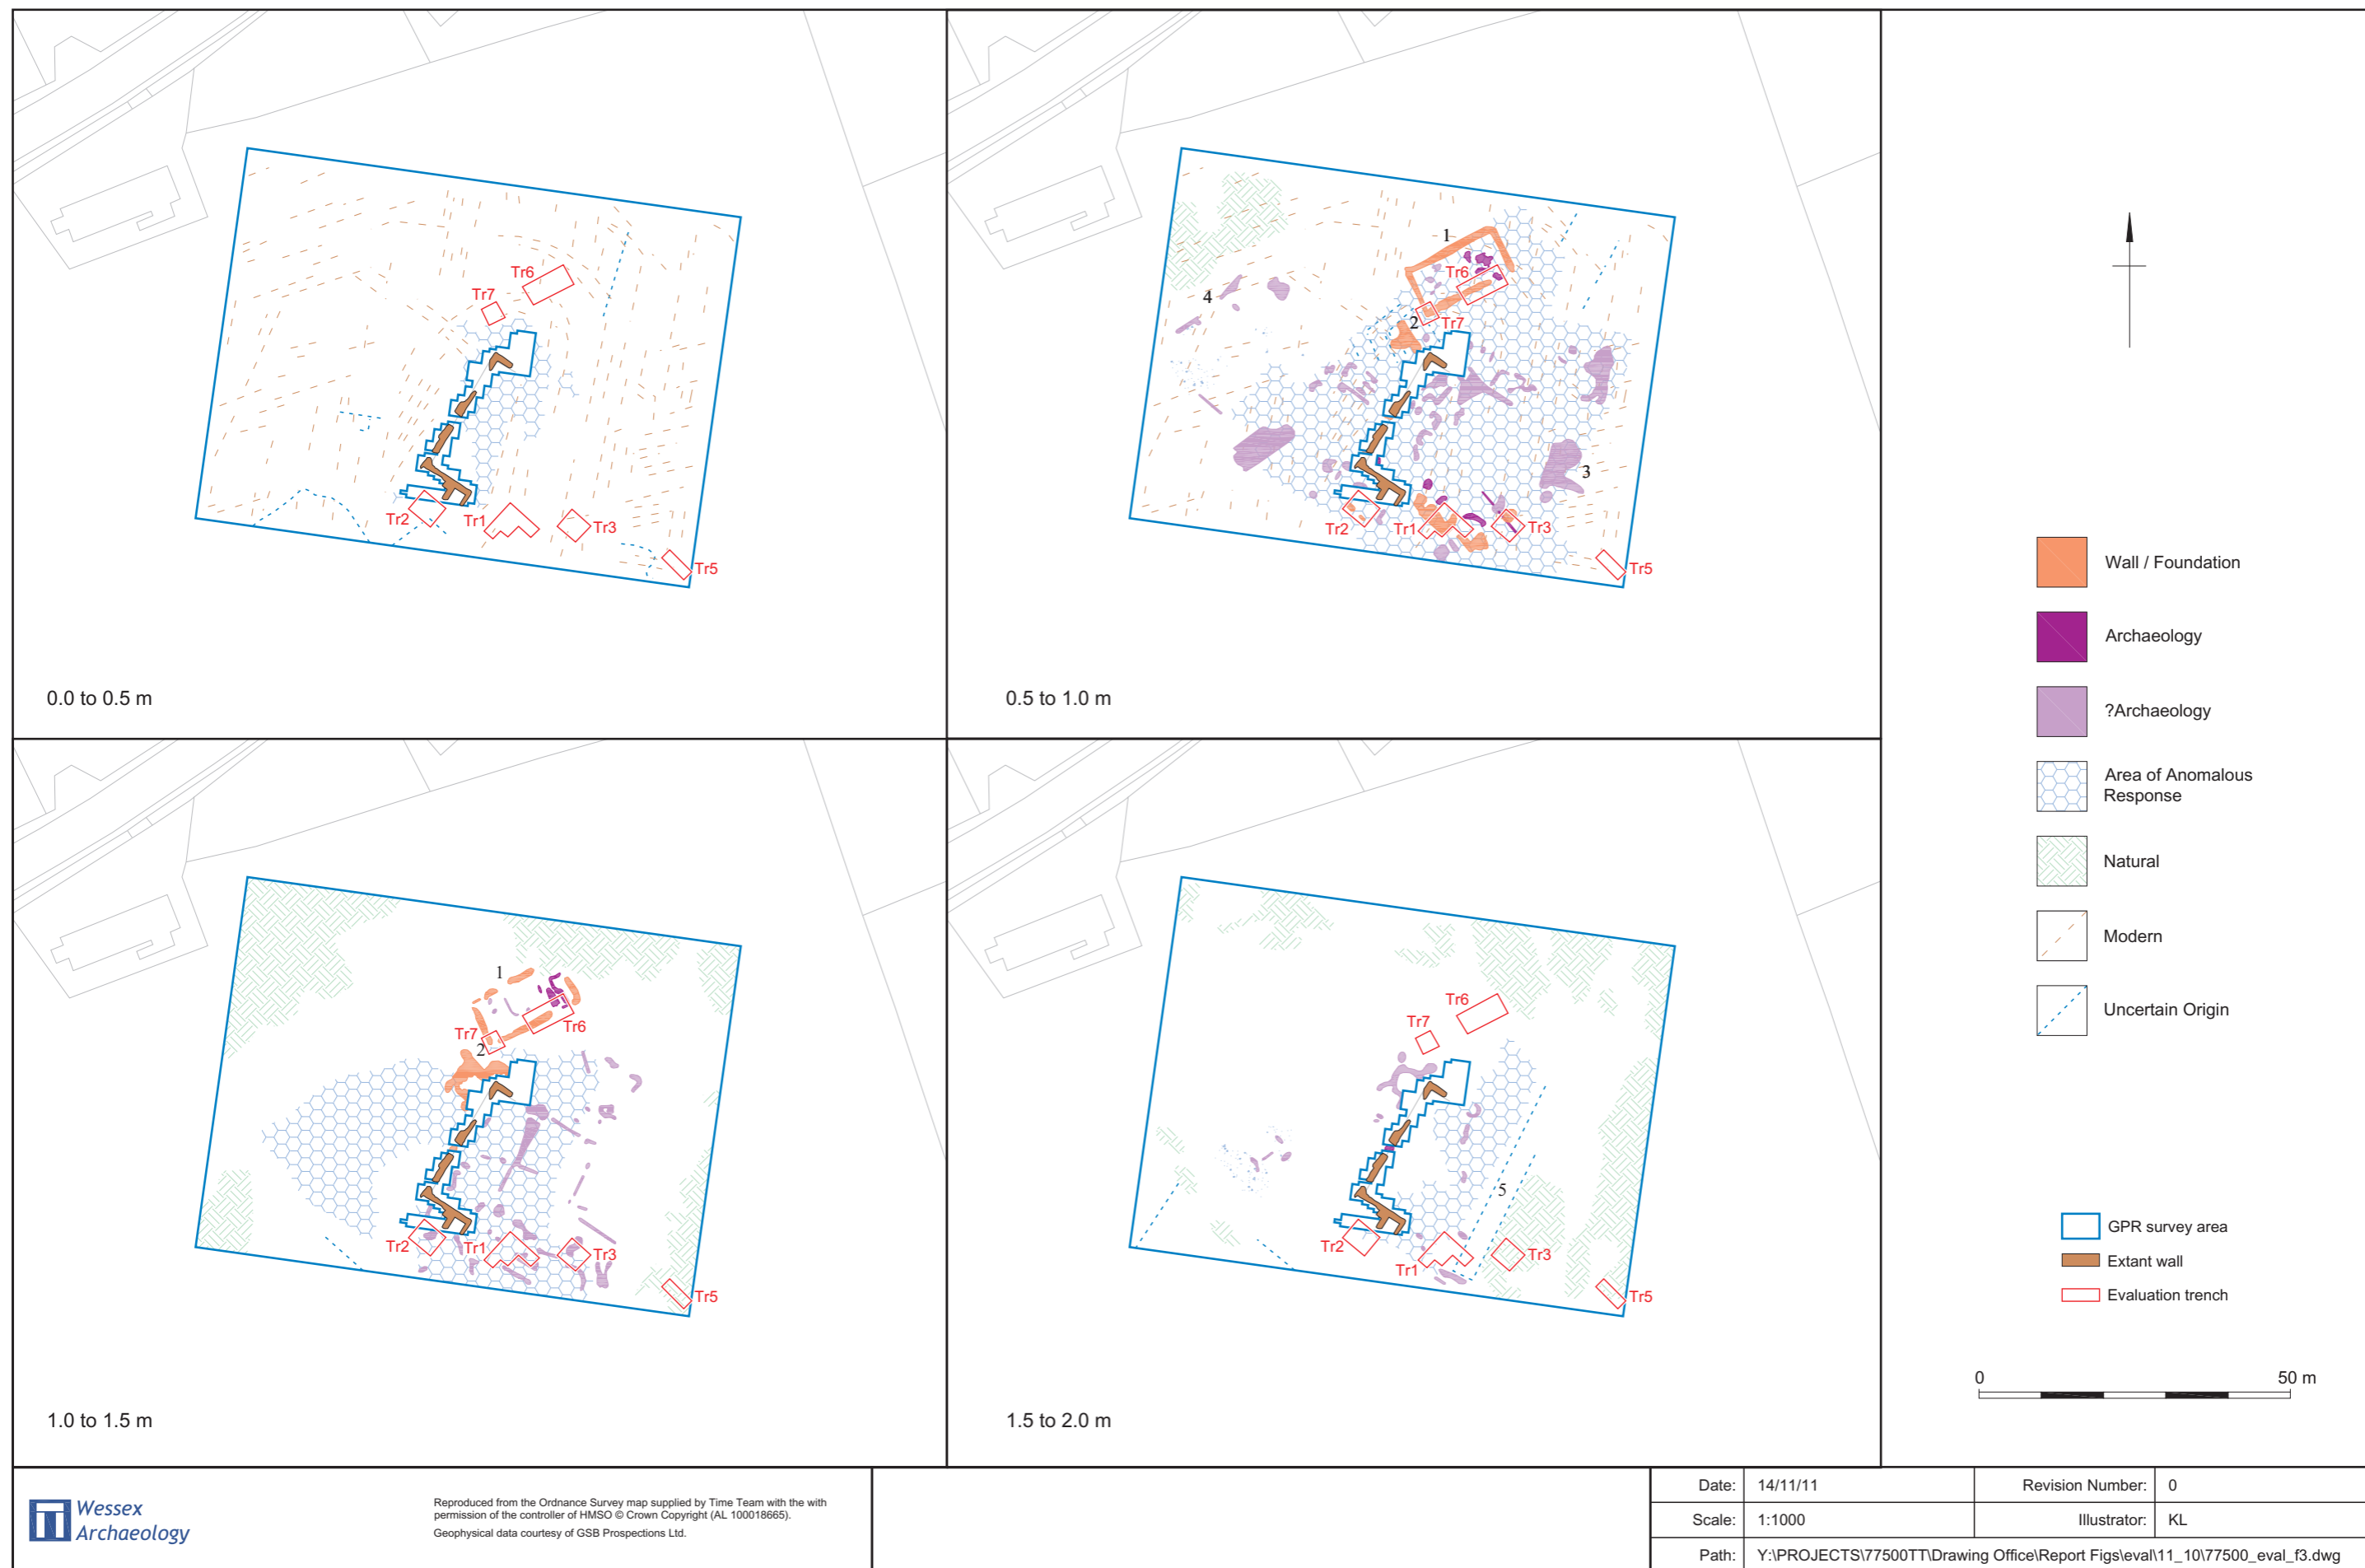 Tr6
Tr7
Tr2
Tr1
Tr3
Tr5
0.0 to 0.5 m
1
Tr6
4
2
Tr7
3
Tr2
Tr1
Tr3
Tr5
0.5 to 1.0 m
1
Tr7
Tr6
2
Tr2
Tr1
Tr3
Tr5
1.0 to 1.5 m
Tr6
Tr7
5
Tr2
Tr1
Tr3
Tr5
1.5 to 2.0 m
Wall / Foundation
Archaeology
?Archaeology
Area of Anomalous
Response
Natural
Modern
Uncertain Origin
GPR survey area
Extant wall
Evaluation trench
0 50 m
Wessex
Archaeology
Reproduced from the Ordnance Survey map supplied by Time Team with the with
permission of the controller of HMSO © Crown Copyright (AL 100018665).
Geophysical data courtesy of GSB Prospections Ltd.
Date: 14/11/11 Revision Number: 0
Scale: 1:1000 Illustrator: KL
Path: Y:\PROJECTS\77500TT\Drawing Office\Report Figs\eval\11_10\77500_eval_f3.dwg